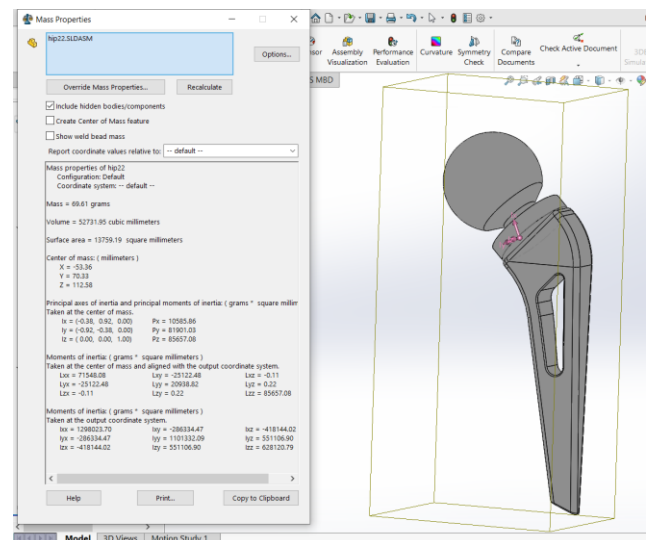 Mass Properties
hip22.SLDASM
Options...
Override Mass Properties...
Recalculate
Include hidden bodies/components
Create Center of Mass feature
Show weld bead mass
Report coordinate values relative to:
-- default --
Mass properties of hip22
Configuration: Default
Coordinate system: -- default --
Mass = 69.61 grams
Volume = 52731.95 cubic millimeters
Surface area = 13759.19 square millimeters
Center of mass: ( millimeters )
X = -53.36
Y = 70.33
Z = 112.58
Principal axes of inertia and principal moments of inertia: ( grams * square millim
Taken at the center of mass.
Ix = (-0.38, 0.92, 0.00) Px = 10585.86
Iy = (-0.92, -0.38, 0.00) Py = 81901.03
Iz = ( 0.00, 0.00, 1.00) Pz = 85657.08
Moments of inertia: ( grams * square millimeters )
Taken at the center of mass and aligned with the output coordinate system.
Lxx = 71548.08 Lxy = -25122.48 Lxz = -0.11
Lyx = -25122.48 Lyy = 20938.82 Lyz = 0.22
Lzx = -0.11 Lzy = 0.22 Lzz = 85657.08
Moments of inertia: ( grams * square millimeters )
Taken at the output coordinate system.
Ixx = 1298023.70 Ixy = -286334.47 Ixz = -418144.02
Iyx = -286334.47 Iyy = 1101332.09 Iyz = 551106.90
Izx = -418144.02 Izy = 551106.90 Izz = 628120.79
Help
Print...
Copy to Clipboard
sor
Assembly Visualization
Performance Evaluation
Curvature
Symmetry Check
Compare Documents
Check Active Document
3D
Simula
S MBD
Model
3D Views
Motion Study 1